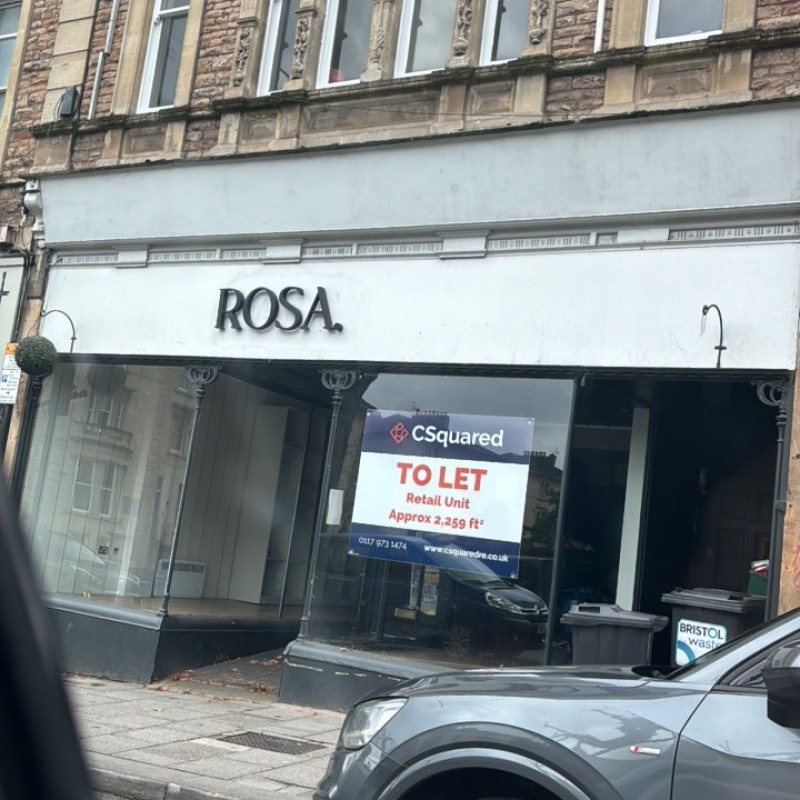 ROSA.
CSquared
TO LET
Retail Unit
Approx 2,259 ft²
0117 973 1474 www.csquaredre.co.uk
BRISTOL
waste